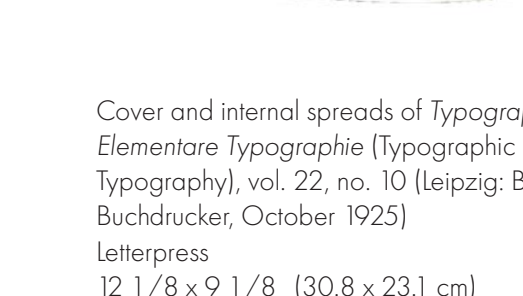 Cover and internal spreads of Typogra
Elementare Typographie (Typographic
Typography), vol. 22, no. 10 (Leipzig: B
Buchdrucker, October 1925)
Letterpress
12 1/8 x 9 1/8 (30.8 x 23.1 cm)